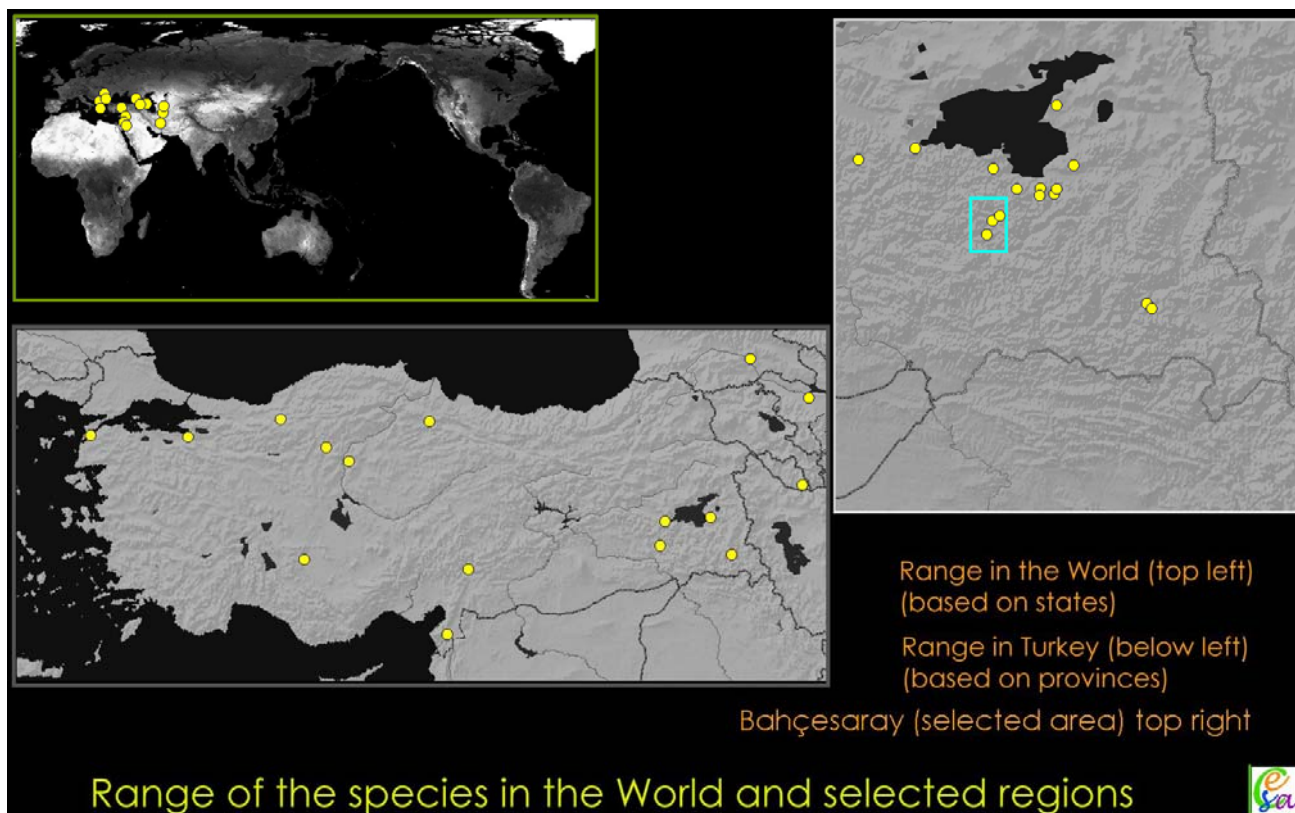 Range in the World (top left)
(based on states)
Range in Turkey (below left)
(based on provinces)
Bahçesaray (selected area) top right
Range of the species in the World and selected regions